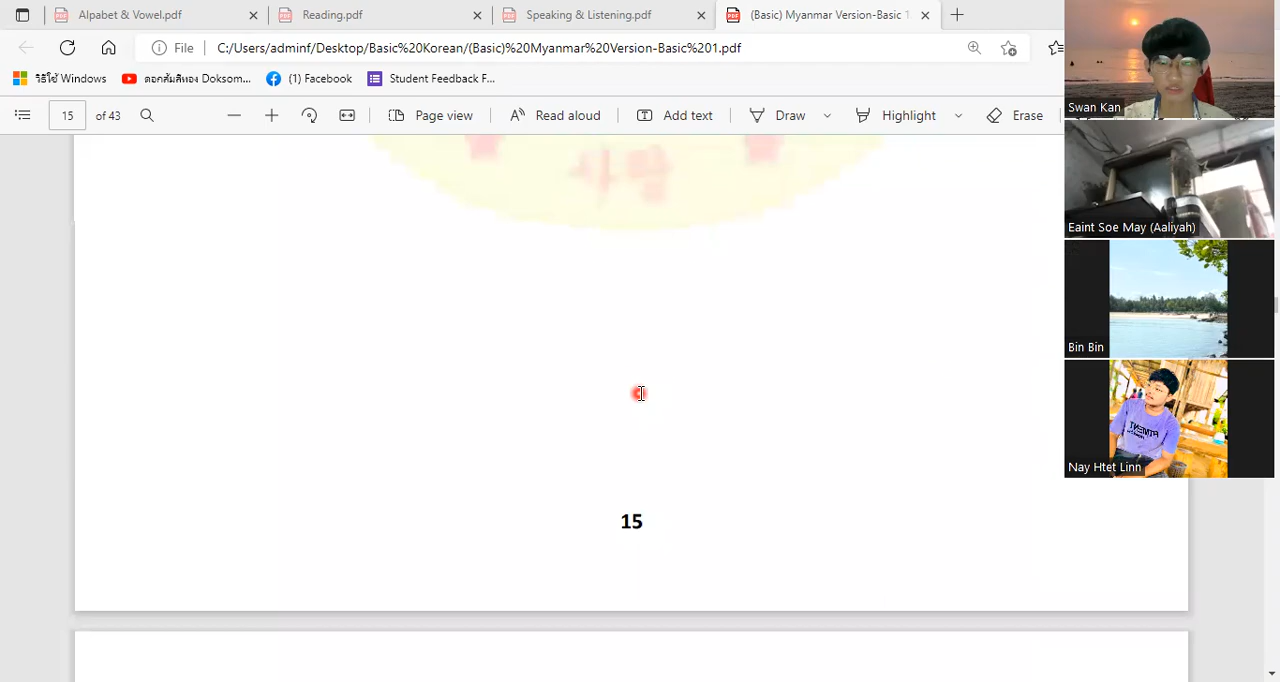 Alpabet & Vowel.pdf
Reading.pdf
Speaking & Listening.pdf
(Basic) Myanmar Version-Basic 1
File
C:/Users/adminf/Desktop/Basic%20Korean/(Basic)%20Myanmar%20Version-Basic%201.pdf
วิธีใช้ Windows
ดอกส้มสีทอง Doksom...
(1) Facebook
Student Feedback F...
15 of 43
Page view
Read aloud
Add text
Draw
Highlight
Erase
Swan Kan
Eaint Soe May (Aaliyah)
Bin Bin
Nay Htet Linn
15